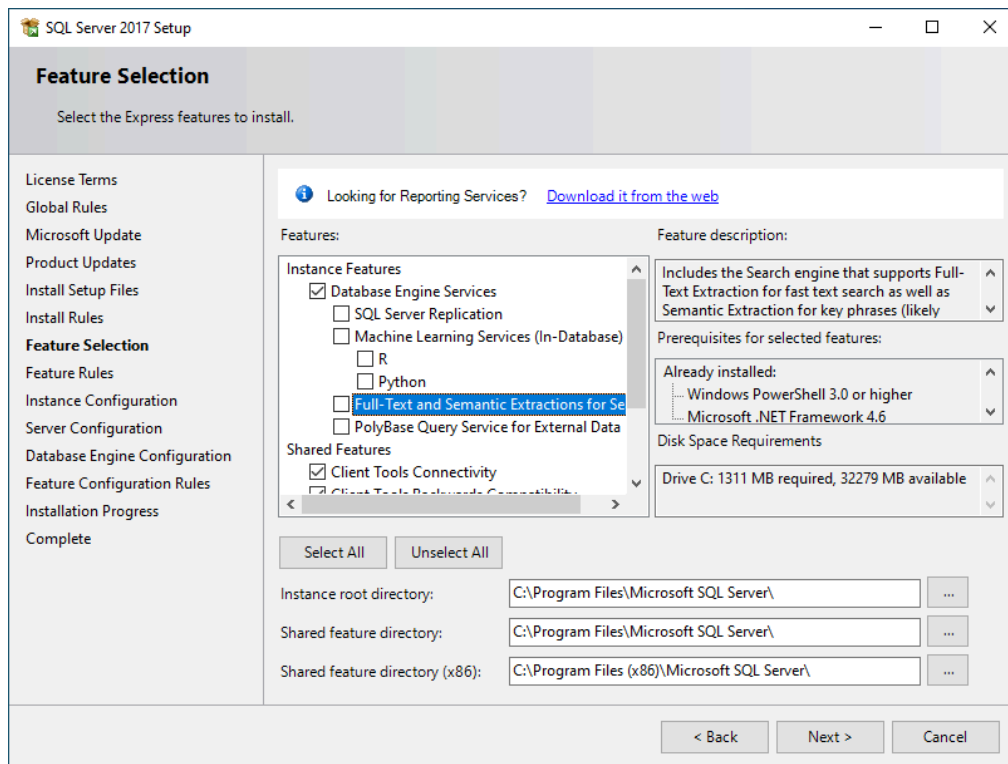 SQL Server 2017 Setup
Feature Selection
Select the Express features to install.
License Terms
Global Rules
Microsoft Update
Product Updates
Install Setup Files
Install Rules
Feature Selection
Feature Rules
Instance Configuration
Server Configuration
Database Engine Configuration
Feature Configuration Rules
Installation Progress
Complete
Looking for Reporting Services? Download it from the web
Features:
Instance Features
Database Engine Services
SQL Server Replication
Machine Learning Services (In-Database)
R
Python
Full-Text and Semantic Extractions for Se
PolyBase Query Service for External Data
Shared Features
Client Tools Connectivity
Client Tools Backwards Compatibility
Feature description:
Includes the Search engine that supports Full-
Text Extraction for fast text search as well as
Semantic Extraction for key phrases (likely
Prerequisites for selected features:
Already installed:
Windows PowerShell 3.0 or higher
Microsoft .NET Framework 4.6
Disk Space Requirements
Drive C: 1311 MB required, 32279 MB available
Select All
Unselect All
Instance root directory: C:\Program Files\Microsoft SQL Server\ ...
Shared feature directory: C:\Program Files\Microsoft SQL Server\ ...
Shared feature directory (x86): C:\Program Files (x86)\Microsoft SQL Server\ ...
< Back
Next >
Cancel